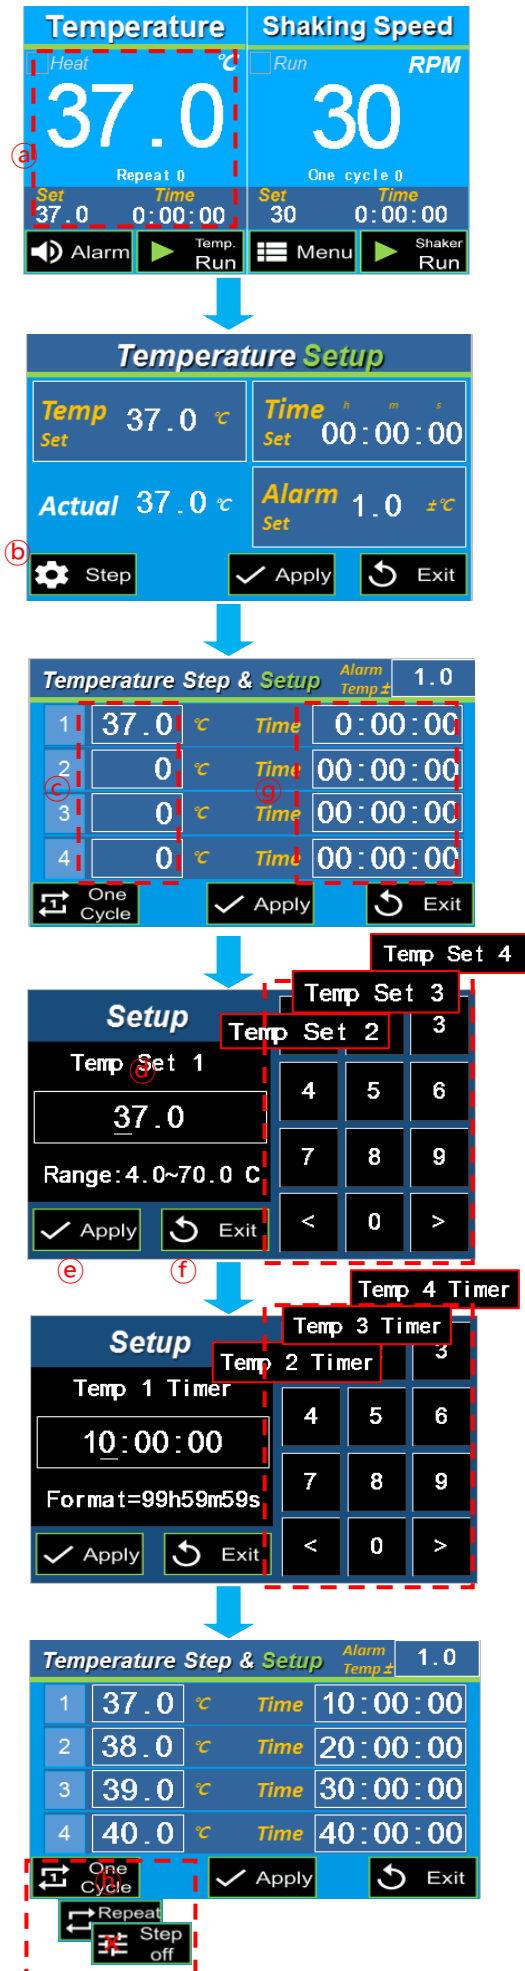 Temperature Shaking Speed
Heat ℃ Run RPM
37.0 30
ⓐ
Repeat 0 One cycle 0
Set Time Set Time
37.0 0:00:00 30 0:00:00
Alarm Temp. Run Menu Shaker Run
Temperature Setup
Temp Set 37.0 ℃ Time Set h m s 00:00:00
Actual 37.0 ℃ Alarm Set 1.0 ±℃
ⓑ
Step Apply Exit
Temperature Step & Setup Alarm Temp± 1.0
1 37.0 ℃ Time 0:00:00
2 0 ℃ Time 00:00:00
ⓒ ⓖ
3 0 ℃ Time 00:00:00
4 0 ℃ Time 00:00:00
1 One Cycle Apply Exit
Temp Set 4
Temp Set 3
Temp Set 2
Setup 3
Temp Set 1
ⓓ
37.0
4 5 6
Range:4.0~70.0 C
7 8 9
Apply Exit < 0 >
ⓔ ⓕ
Temp 4 Timer
Temp 3 Timer
Temp 2 Timer
Setup 3
Temp 1 Timer
10:00:00
4 5 6
Format=99h59m59s
7 8 9
Apply Exit < 0 >
Temperature Step & Setup Alarm Temp± 1.0
1 37.0 ℃ Time 10:00:00
2 38.0 ℃ Time 20:00:00
3 39.0 ℃ Time 30:00:00
4 40.0 ℃ Time 40:00:00
1 One Cycle Apply Exit
ⓗ
Repeat
Step off